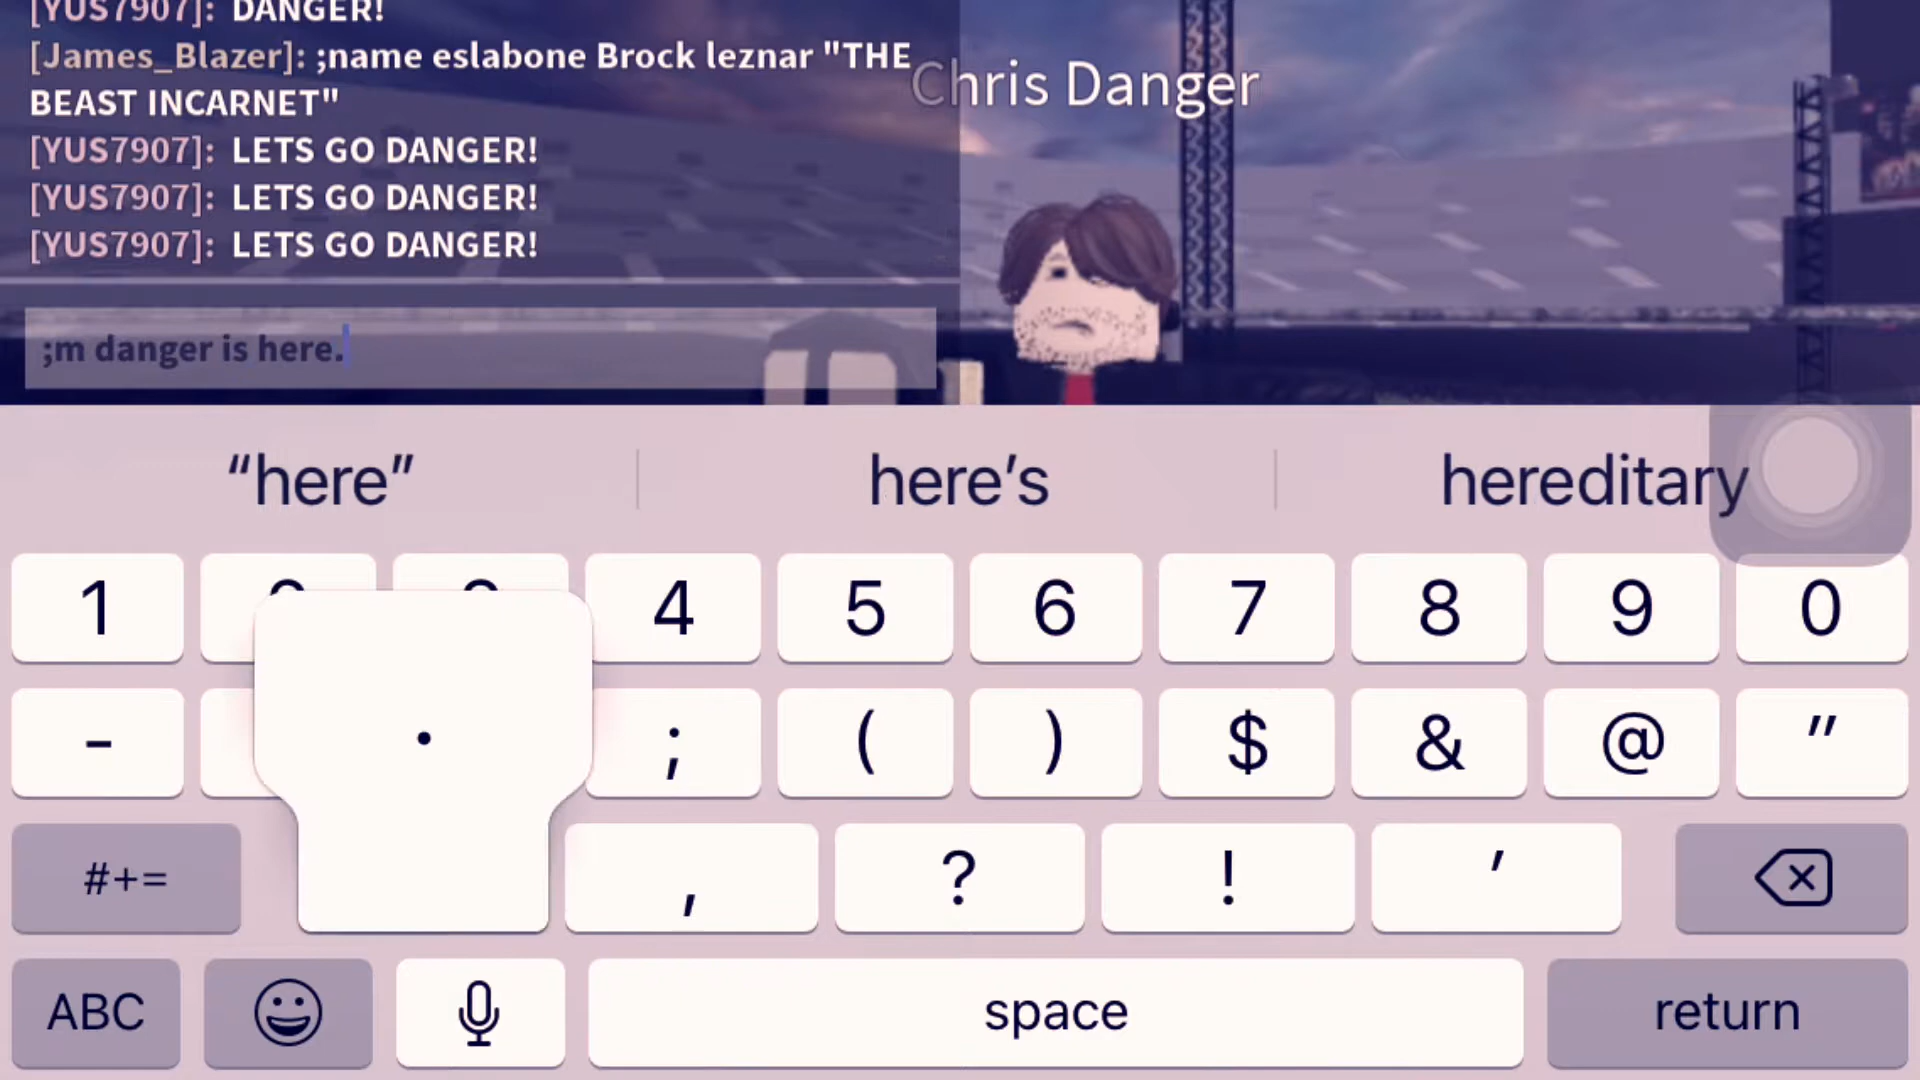 [YUS7907]: DANGER!
[James_Blazer]: ;name eslabone Brock leznar "THE
BEAST INCARNET"
Chris Danger
[YUS7907]: LETS GO DANGER!
[YUS7907]: LETS GO DANGER!
[YUS7907]: LETS GO DANGER!
;m danger is here.
“here” here’s hereditary
1 4 5 6 7 8 9 0
- . ; ( ) $ & @ "
#+= , ? ! '
ABC space return